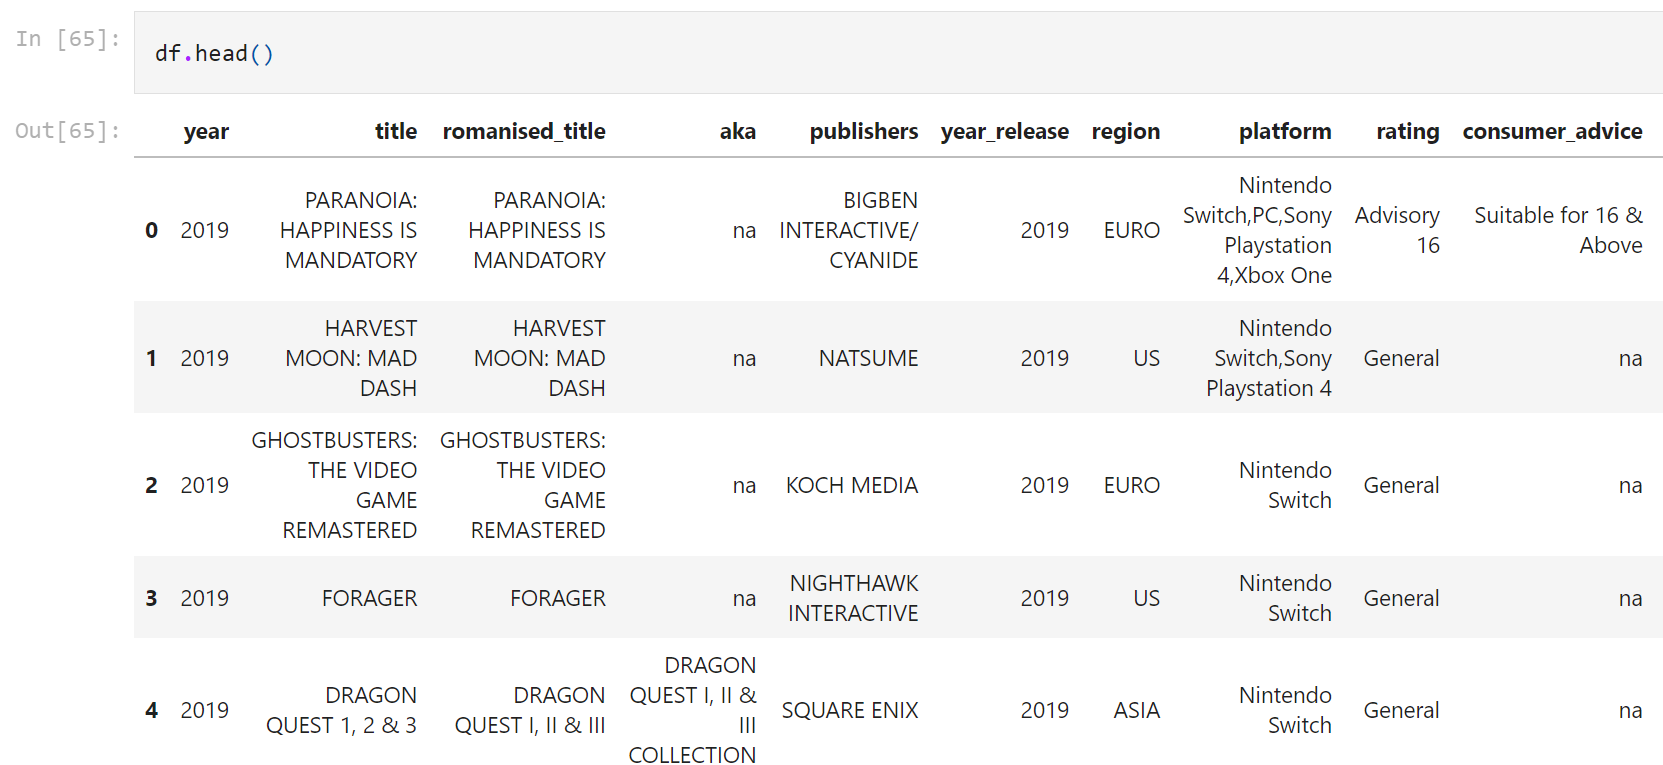 In [65]:
df.head()
Out[65]:
year title romanised_title aka publishers year_release region platform rating consumer_advice
0 2019 PARANOIA: HAPPINESS IS MANDATORY PARANOIA: HAPPINESS IS MANDATORY na BIGBEN INTERACTIVE/ CYANIDE 2019 EURO Nintendo Switch,PC,Sony Playstation 4,Xbox One Advisory 16 Suitable for 16 & Above
1 2019 HARVEST MOON: MAD DASH HARVEST MOON: MAD DASH na NATSUME 2019 US Nintendo Switch,Sony Playstation 4 General na
2 2019 GHOSTBUSTERS: THE VIDEO GAME REMASTERED GHOSTBUSTERS: THE VIDEO GAME REMASTERED na KOCH MEDIA 2019 EURO Nintendo Switch General na
3 2019 FORAGER FORAGER na NIGHTHAWK INTERACTIVE 2019 US Nintendo Switch General na
4 2019 DRAGON QUEST 1, 2 & 3 DRAGON QUEST I, II & III DRAGON QUEST I, II & III COLLECTION SQUARE ENIX 2019 ASIA Nintendo Switch General na